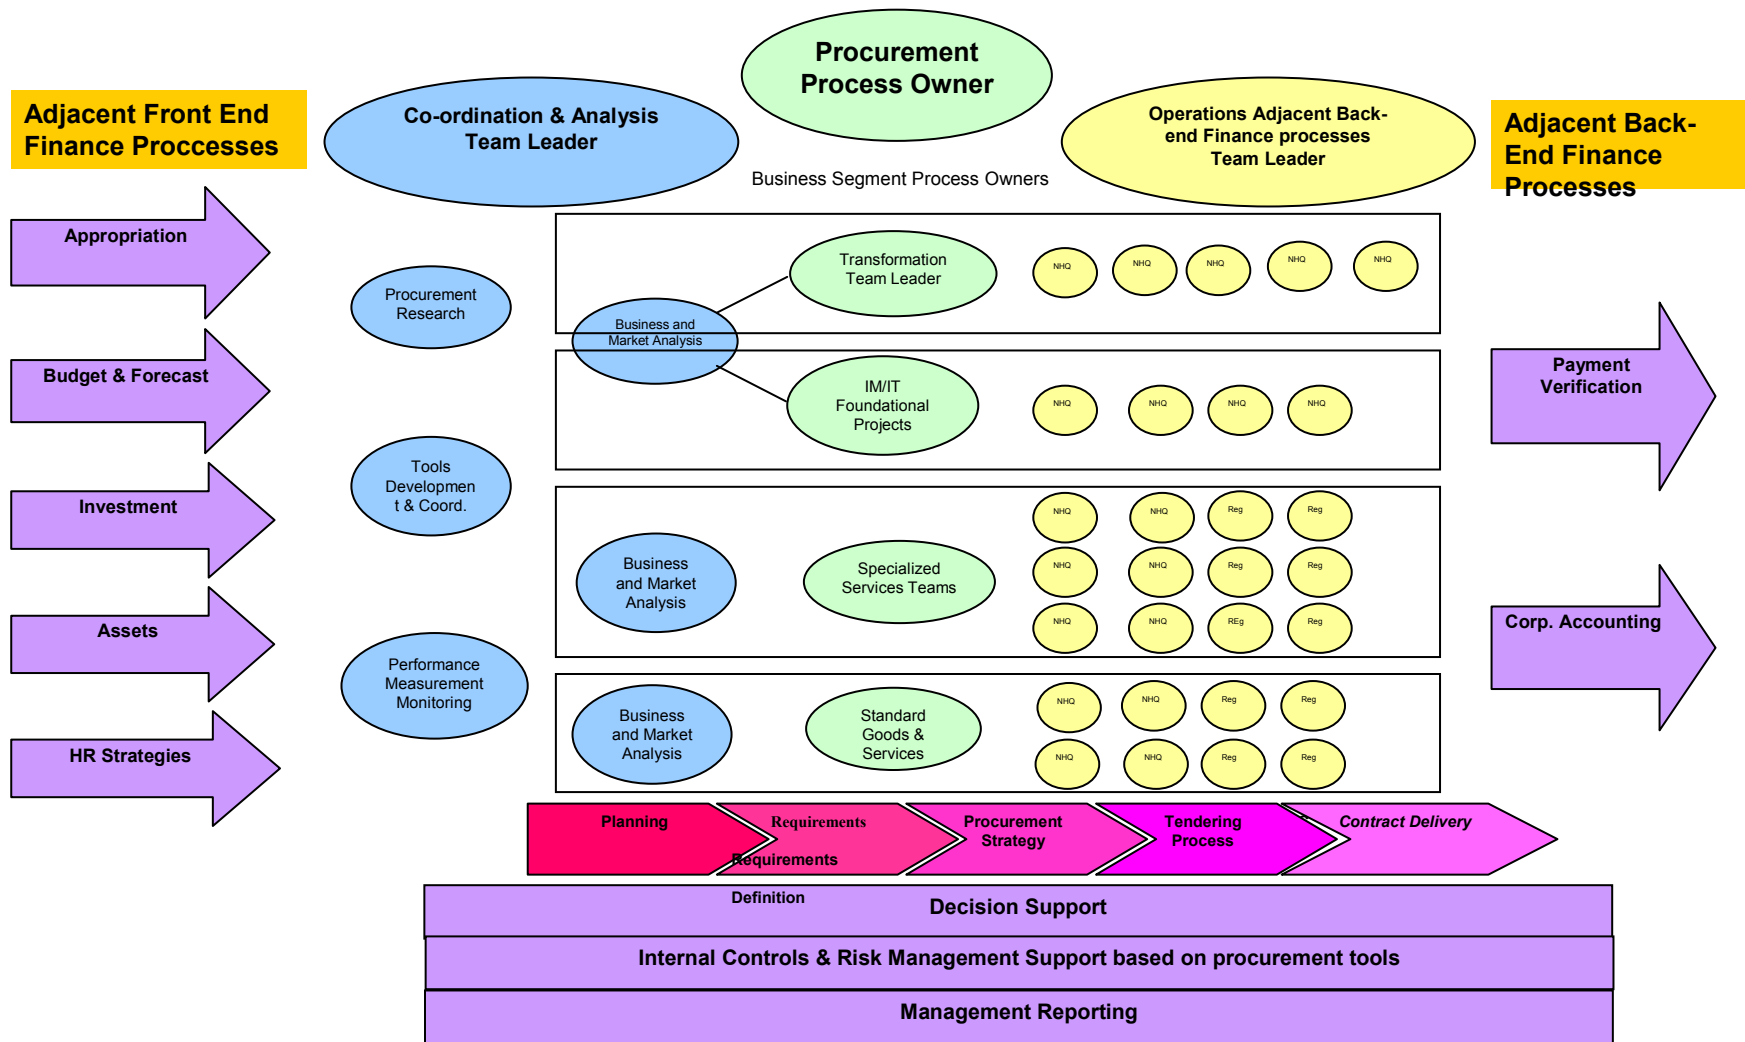 Procurement
Process Owner
Adjacent Front End
Finance Proccesses
Co-ordination & Analysis
Team Leader
Operations Adjacent Back-
end Finance processes
Team Leader
Adjacent Back-
End Finance
Processes
Business Segment Process Owners
Appropriation
Budget & Forecast
Investment
Assets
HR Strategies
Procurement
Research
Tools
Developmen
t & Coord.
Performance
Measurement
Monitoring
Business and
Market Analysis
Transformation
Team Leader
NHQ NHQ NHQ NHQ NHQ
IM/IT
Foundational
Projects
NHQ NHQ NHQ NHQ
Business
and Market
Analysis
Specialized
Services Teams
NHQ NHQ Reg Reg
NHQ NHQ Reg Reg
NHQ NHQ REg Reg
Business
and Market
Analysis
Standard
Goods &
Services
NHQ NHQ Reg Reg
NHQ NHQ Reg Reg
Payment
Verification
Corp. Accounting
Planning
Requirements
Requirements
Definition
Procurement
Strategy
Tendering
Process
Contract Delivery
Decision Support
Internal Controls & Risk Management Support based on procurement tools
Management Reporting